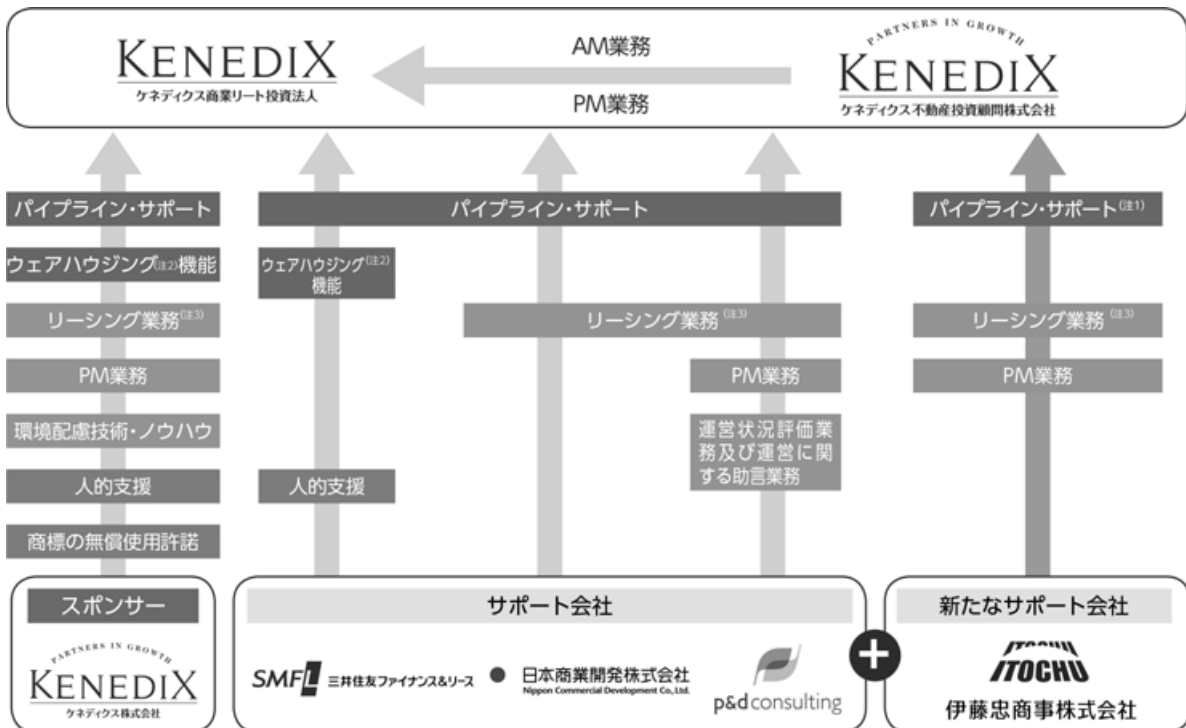 KENEDIX
ケネディクス商業リート投資法人
AM業務
PM業務
PARTNERS IN GROWTH
KENEDIX
ケネディクス不動産投資顧問株式会社
パイプライン・サポート
ウェアハウジング(注2)機能
リーシング業務(注3)
PM業務
環境配慮技術・ノウハウ
人的支援
商標の無償使用許諾
パイプライン・サポート
ウェアハウジング(注2)
機能
リーシング業務(注3)
PM業務
運営状況評価業
務及び運営に関
する助言業務
人的支援
パイプライン・サポート(注1)
リーシング業務(注3)
PM業務
スポンサー
PARTNERS IN GROWTH
KENEDIX
ケネディクス株式会社
サポート会社
SMFL 三井住友ファイナンス&リース
日本商業開発株式会社
Nippon Commercial Development Co.,Ltd.
p&d consulting
+
新たなサポート会社
ITOCHU
ITOCHU
伊藤忠商事株式会社